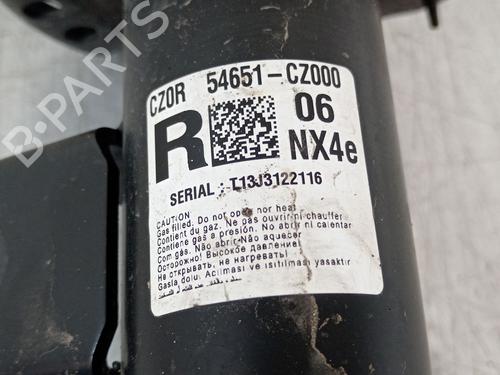 CZ0R 54651-CZ000
R 06
NX4e
SERIAL : T13J3122116
CAUTION
Gas filled. Do not open nor heat
Contient du gaz. Ne pas ouvrir ni chauffer
Contiene gas a presión. No abrir ni calentar
Com gás. Não abrir-Não aquecer
Осторожно! Высокое давление!
Не открывать, не нагревать!
Gazla dolu. Açılması ve ısıtılması yasaktır
B-PARTS